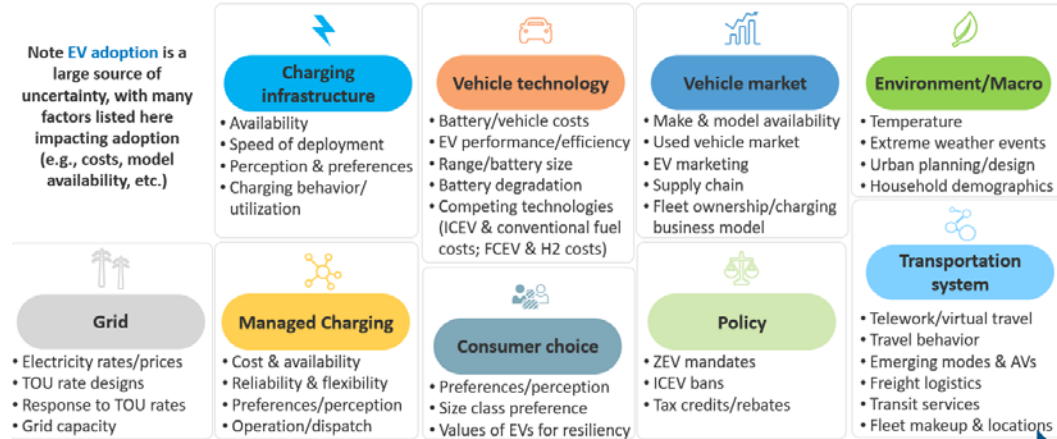 Note EV adoption is a
large source of
uncertainty, with many
factors listed here
impacting adoption
(e.g., costs, model
availability, etc.)
Charging
infrastructure
• Availability
• Speed of deployment
• Perception & preferences
• Charging behavior/
utilization
Vehicle technology
• Battery/vehicle costs
• EV performance/efficiency
• Range/battery size
• Battery degradation
• Competing technologies
(ICEV & conventional fuel
costs; FCEV & H2 costs)
Vehicle market
• Make & model availability
• Used vehicle market
• EV marketing
• Supply chain
• Fleet ownership/charging
business model
Environment/Macro
• Temperature
• Extreme weather events
• Urban planning/design
• Household demographics
Grid
• Electricity rates/prices
• TOU rate designs
• Response to TOU rates
• Grid capacity
Managed Charging
• Cost & availability
• Reliability & flexibility
• Preferences/perception
• Operation/dispatch
Consumer choice
• Preferences/perception
• Size class preference
• Values of EVs for resiliency
Policy
• ZEV mandates
• ICEV bans
• Tax credits/rebates
Transportation
system
• Telework/virtual travel
• Travel behavior
• Emerging modes & AVs
• Freight logistics
• Transit services
• Fleet makeup & locations